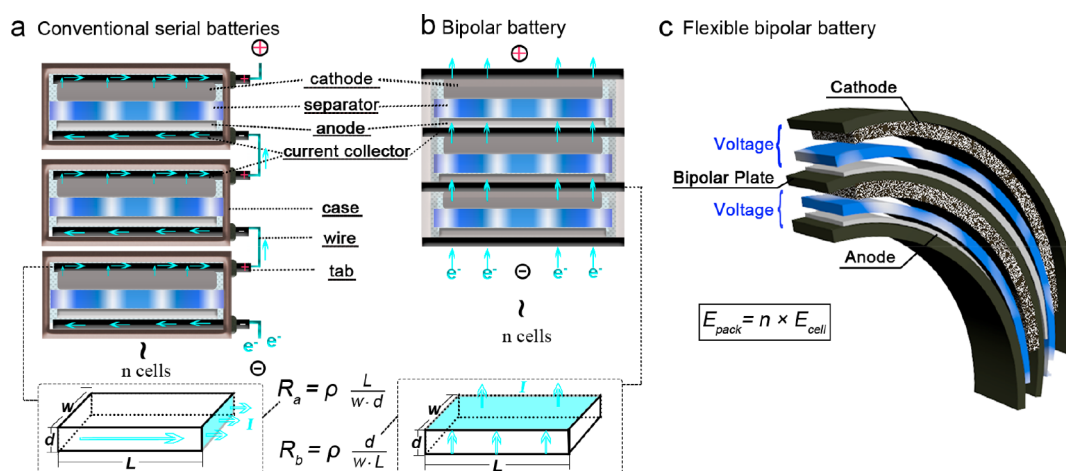 a Conventional serial batteries
b Bipolar battery
c Flexible bipolar battery
+
cathode
separator
anode
current collector
case
wire
tab
+
+
+
e⁻ e⁻
−
~
n cells
+
e⁻ e⁻ − e⁻ e⁻
~
n cells
Cathode
Voltage
Bipolar Plate
Voltage
Anode
E_pack = n × E_cell
w
d
L
I
R_a = ρ L / w · d
R_b = ρ d / w · L
I
w
d
L